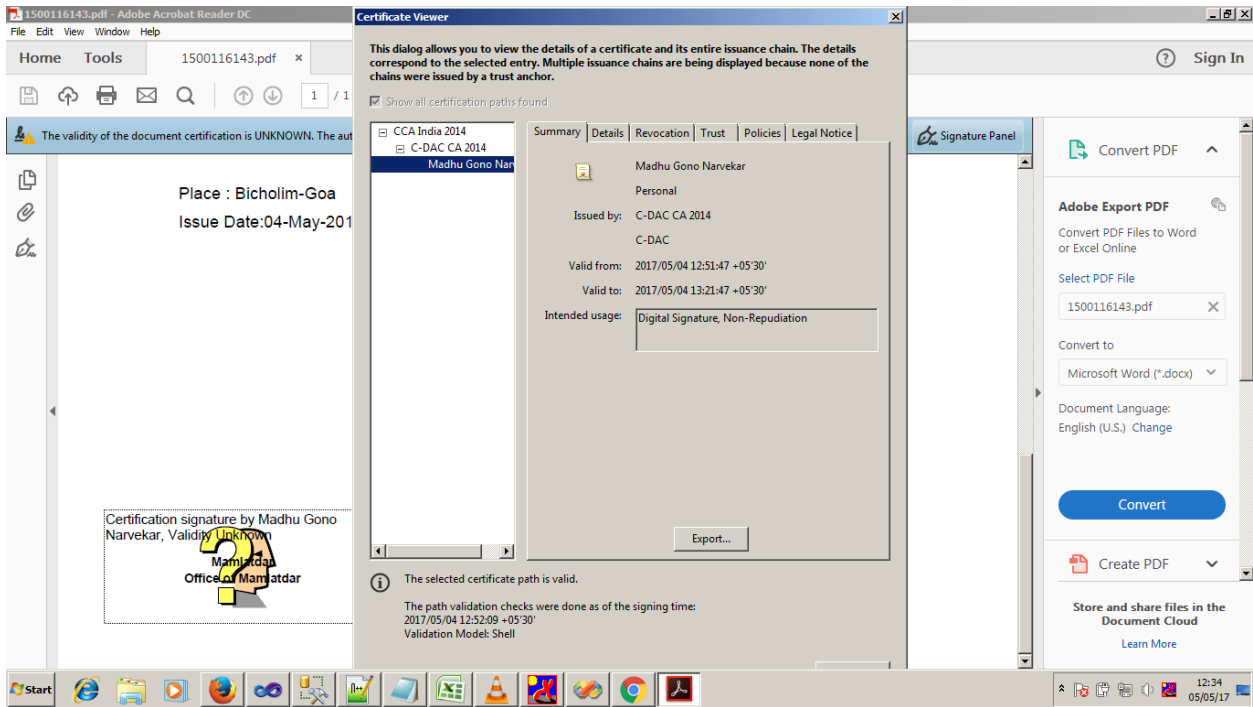 1500116143.pdf - Adobe Acrobat Reader DC
File Edit View Window Help
Home Tools 1500116143.pdf × Sign In
1 / 1
The validity of the document certification is UNKNOWN. The aut
Signature Panel
Place : Bicholim-Goa
Issue Date:04-May-201
Certification signature by Madhu Gono
Narvekar, Validity Unknown
Mamlatdar
Office of Mamlatdar
Certificate Viewer
This dialog allows you to view the details of a certificate and its entire issuance chain. The details
correspond to the selected entry. Multiple issuance chains are being displayed because none of the
chains were issued by a trust anchor.
Show all certification paths found
CCA India 2014
C-DAC CA 2014
Madhu Gono Nar
Summary Details Revocation Trust Policies Legal Notice
Madhu Gono Narvekar
Personal
Issued by: C-DAC CA 2014
C-DAC
Valid from: 2017/05/04 12:51:47 +05'30'
Valid to: 2017/05/04 13:21:47 +05'30'
Intended usage: Digital Signature, Non-Repudiation
Export...
The selected certificate path is valid.
The path validation checks were done as of the signing time:
2017/05/04 12:52:09 +05'30'
Validation Model: Shell
Convert PDF
Adobe Export PDF
Convert PDF Files to Word
or Excel Online
Select PDF File
1500116143.pdf
Convert to
Microsoft Word (*.docx)
Document Language:
English (U.S.) Change
Convert
Create PDF
Store and share files in the
Document Cloud
Learn More
Start
12:34
05/05/17